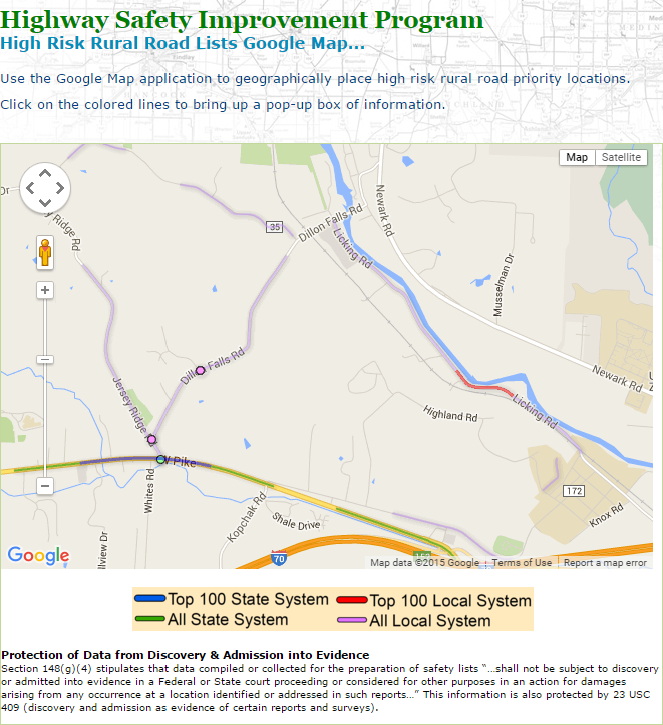 Highway Safety Improvement Program
High Risk Rural Road Lists Google Map...
Use the Google Map application to geographically place high risk rural road priority locations.
Click on the colored lines to bring up a pop-up box of information.
Map Satellite
Dr
Ridge Rd
35
Dillon Falls Rd
Newark Rd
Licking Rd
Musselman Dr
Dillon Falls Rd
Jersey Ridge
Newark Rd
Highland Rd
Licking Rd
W Pike
Whites Rd
172
Kopchak Rd
Shale Drive
Knox Rd
llview Dr
70
Google
Map data ©2015 Google
Terms of Use
Report a map error
Top 100 State System
Top 100 Local System
All State System
All Local System
Protection of Data from Discovery & Admission into Evidence
Section 148(g)(4) stipulates that data compiled or collected for the preparation of safety lists “...shall not be subject to discovery
or admitted into evidence in a Federal or State court proceeding or considered for other purposes in an action for damages
arising from any occurrence at a location identified or addressed in such reports...” This information is also protected by 23 USC
409 (discovery and admission as evidence of certain reports and surveys).